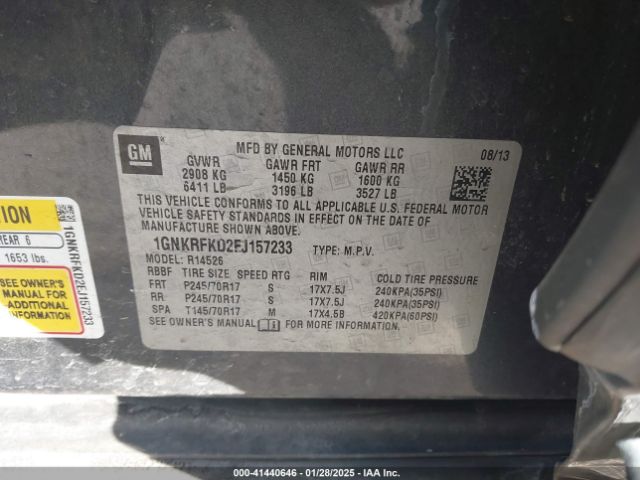 GM
MFD BY GENERAL MOTORS LLC
08/13
GVWR GAWR FRT GAWR RR
2908 KG 1450 KG 1600 KG
6411 LB 3196 LB 3527 LB
THIS VEHICLE CONFORMS TO ALL APPLICABLE U.S. FEDERAL MOTOR
VEHICLE SAFETY STANDARDS IN EFFECT ON THE DATE OF
MANUFACTURE SHOWN ABOVE.
1GNKRFKD2EJ157233 TYPE: M.P.V.
MODEL: R14526
RBBF TIRE SIZE SPEED RTG RIM COLD TIRE PRESSURE
FRT P245/70R17 S 17X7.5J 240KPA(35PSI)
RR P245/70R17 S 17X7.5J 240KPA(35PSI)
SPA T145/70R17 M 17X4.5B 420KPA(60PSI)
SEE OWNER'S MANUAL FOR MORE INFORMATION
REAR 6
1653 lbs.
SEE OWNER'S
MANUAL FOR
ADDITIONAL
INFORMATION
1GNKRFKD2EJ157233
000-41440646 - 01/28/2025 - IAA Inc.